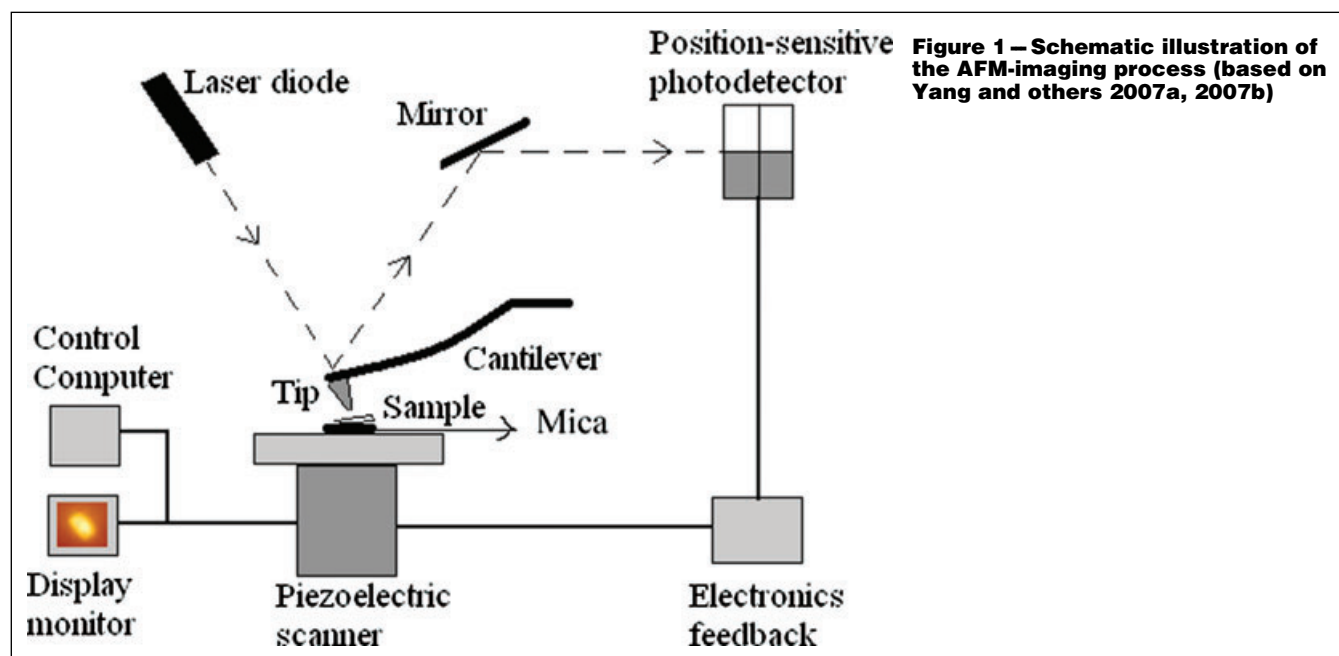 Laser diode
Mirror
Position-sensitive
photodetector
Figure 1—Schematic illustration of
the AFM-imaging process (based on
Yang and others 2007a, 2007b)
Control
Computer
Cantilever
Tip
Sample
Mica
Display
monitor
Piezoelectric
scanner
Electronics
feedback